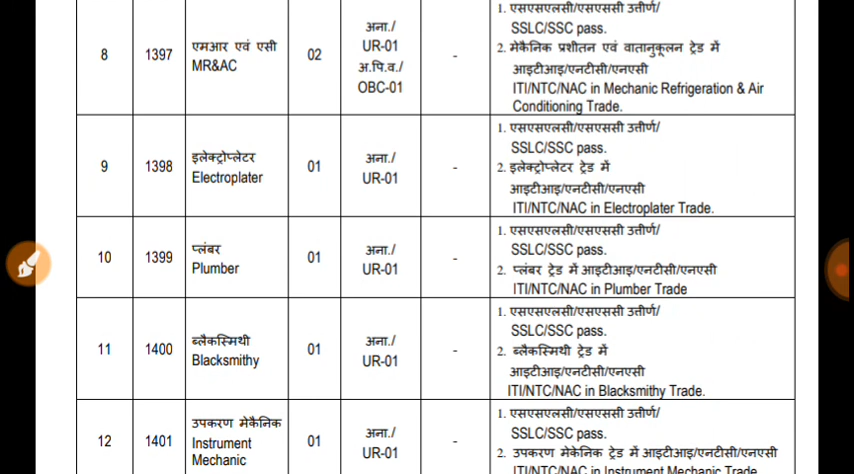 8 1397 एमआर एवं एसी MR&AC 02 अना./ UR-01 अ.पि.व./ OBC-01 -
1. एसएसएलसी/एसएससी उत्तीर्ण/
SSLC/SSC pass.
2. मेकैनिक प्रशीतन एवं वातानुकूलन ट्रेड में
आइटीआइ/एनटीसी/एनएसी
ITI/NTC/NAC in Mechanic Refrigeration & Air
Conditioning Trade.
9 1398 इलेक्ट्रोप्लेटर Electroplater 01 अना./ UR-01 -
1. एसएसएलसी/एसएससी उत्तीर्ण/
SSLC/SSC pass.
2. इलेक्ट्रोप्लेटर ट्रेड में
आइटीआइ/एनटीसी/एनएसी
ITI/NTC/NAC in Electroplater Trade.
10 1399 प्लंबर Plumber 01 अना./ UR-01 -
1. एसएसएलसी/एसएससी उत्तीर्ण/
SSLC/SSC pass.
2. प्लंबर ट्रेड में आइटीआइ/एनटीसी/एनएसी
ITI/NTC/NAC in Plumber Trade
11 1400 ब्लैकस्मिथी Blacksmithy 01 अना./ UR-01 -
1. एसएसएलसी/एसएससी उत्तीर्ण/
SSLC/SSC pass.
2. ब्लैकस्मिथी ट्रेड में
आइटीआइ/एनटीसी/एनएसी
ITI/NTC/NAC in Blacksmithy Trade.
12 1401 उपकरण मेकैनिक Instrument Mechanic 01 अना./ UR-01 -
1. एसएसएलसी/एसएससी उत्तीर्ण/
SSLC/SSC pass.
2. उपकरण मेकेनिक ट्रेड में आइटीआइ/एनटीसी/एनएसी
ITI/NTC/NAC in Instrument Mechanic Trade